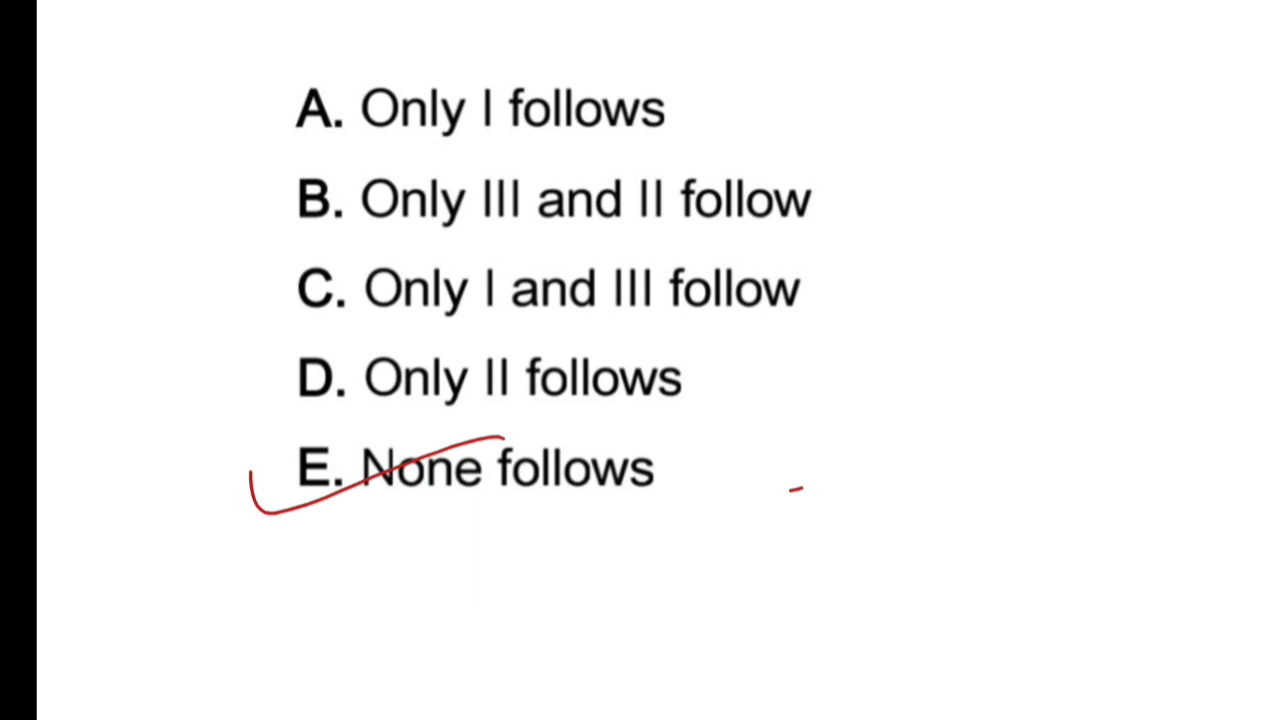 A. Only I follows
B. Only III and II follow
C. Only I and III follow
D. Only II follows
E. None follows